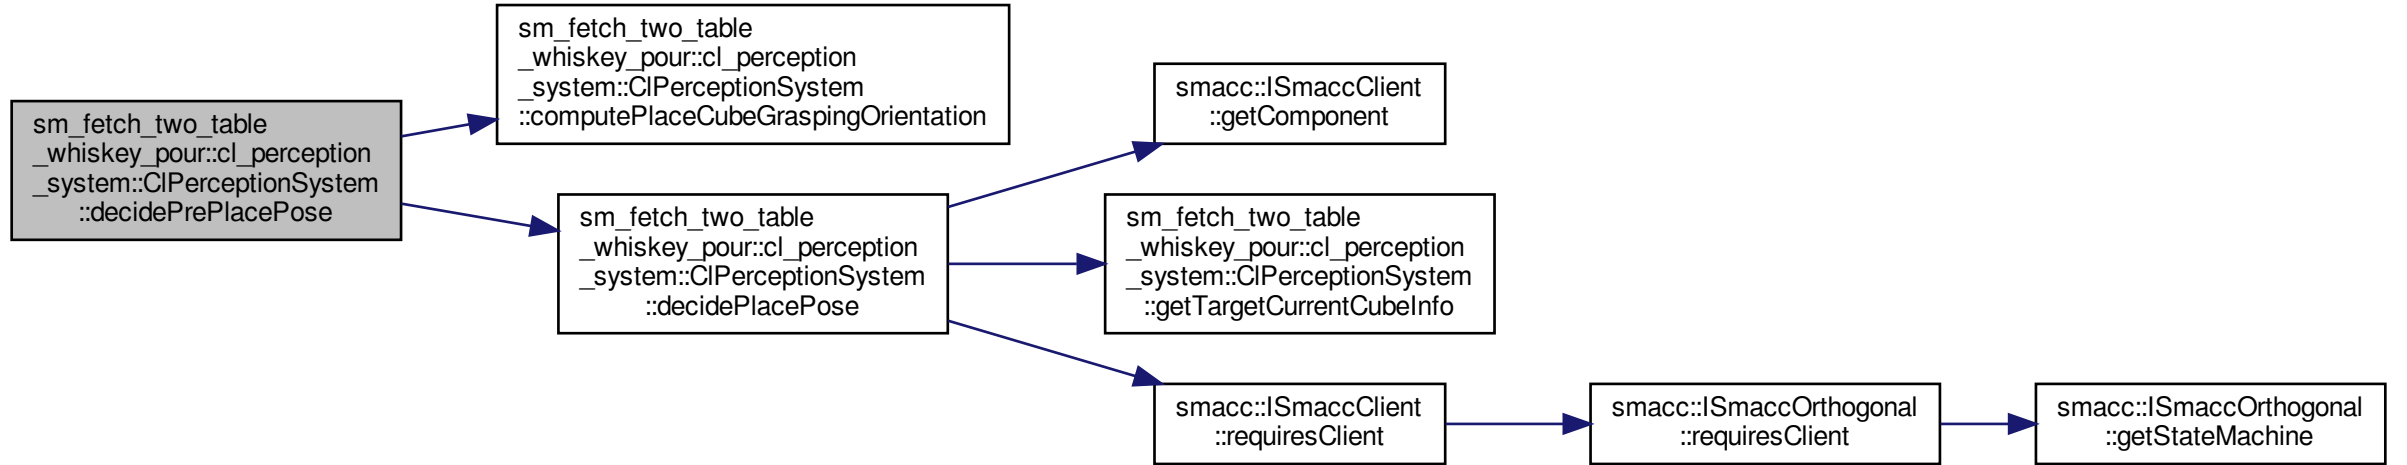 sm_fetch_two_table
_whiskey_pour::cl_perception
_system::ClPerceptionSystem
::decidePrePlacePose
sm_fetch_two_table
_whiskey_pour::cl_perception
_system::ClPerceptionSystem
::computePlaceCubeGraspingOrientation
sm_fetch_two_table
_whiskey_pour::cl_perception
_system::ClPerceptionSystem
::decidePlacePose
smacc::ISmaccClient
::getComponent
sm_fetch_two_table
_whiskey_pour::cl_perception
_system::ClPerceptionSystem
::getTargetCurrentCubeInfo
smacc::ISmaccClient
::requiresClient
smacc::ISmaccOrthogonal
::requiresClient
smacc::ISmaccOrthogonal
::getStateMachine